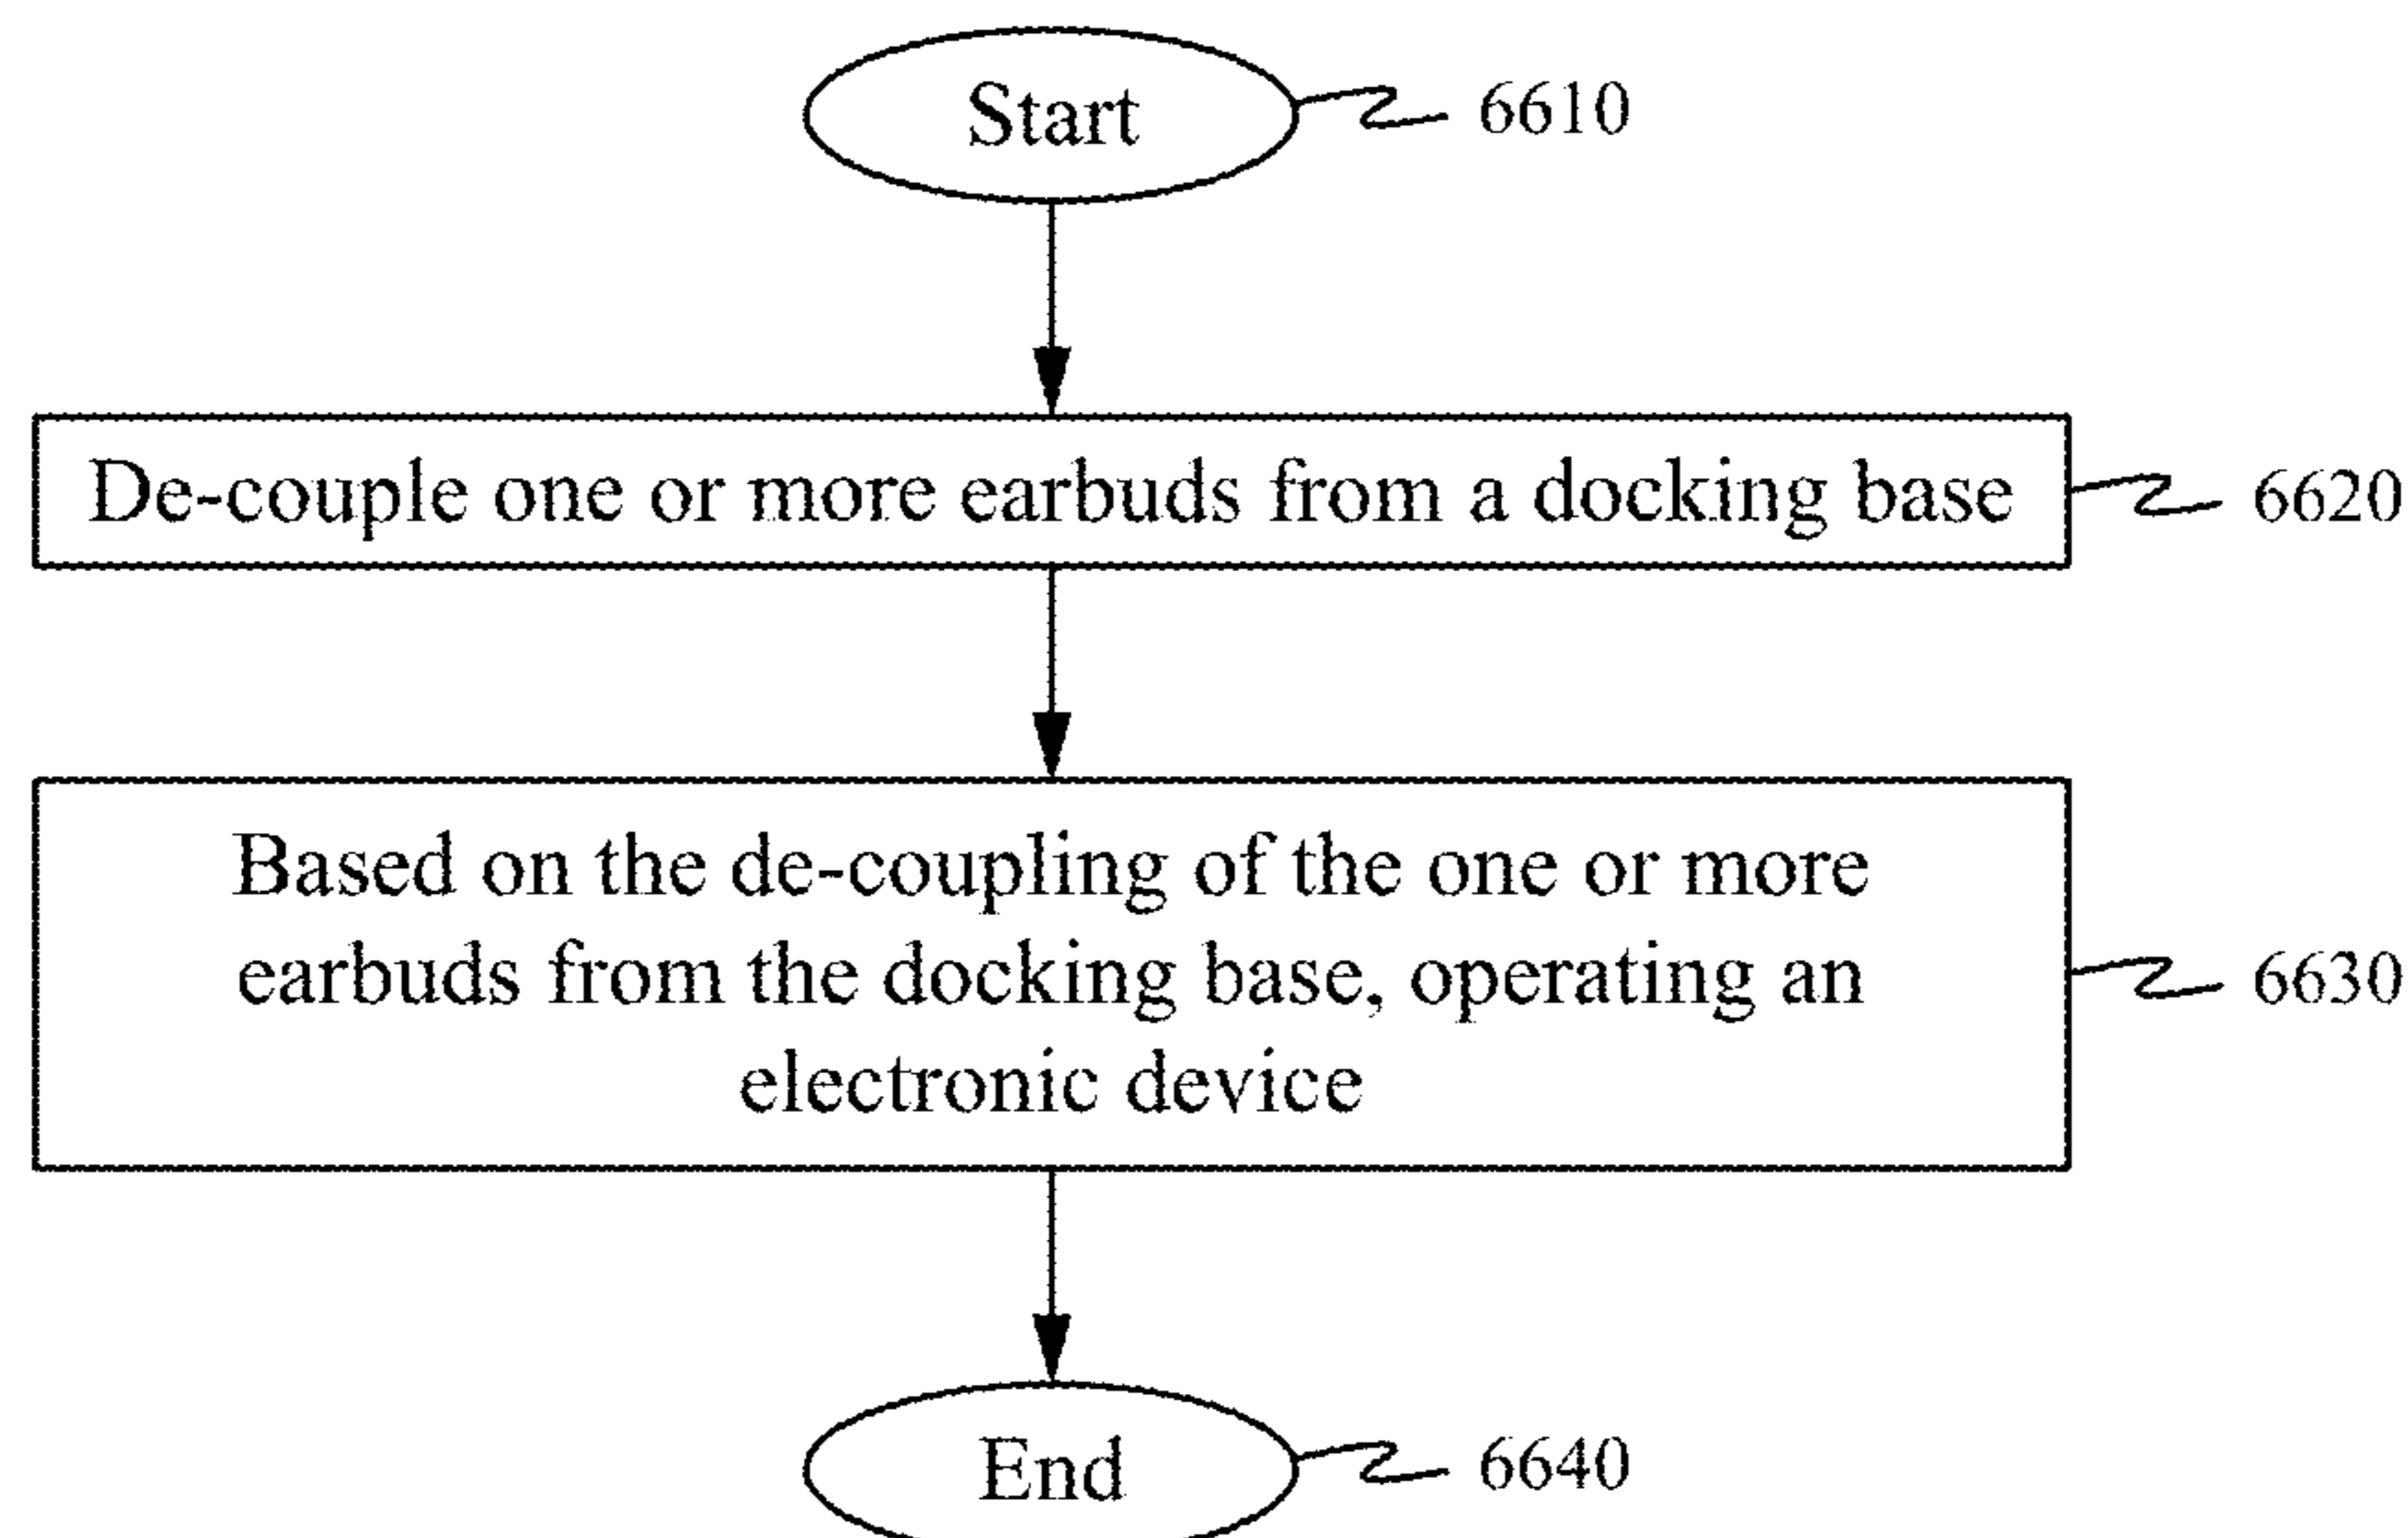 Start 6610
De-couple one or more earbuds from a docking base 6620
Based on the de-coupling of the one or more
earbuds from the docking base, operating an 6630
electronic device
End 6640